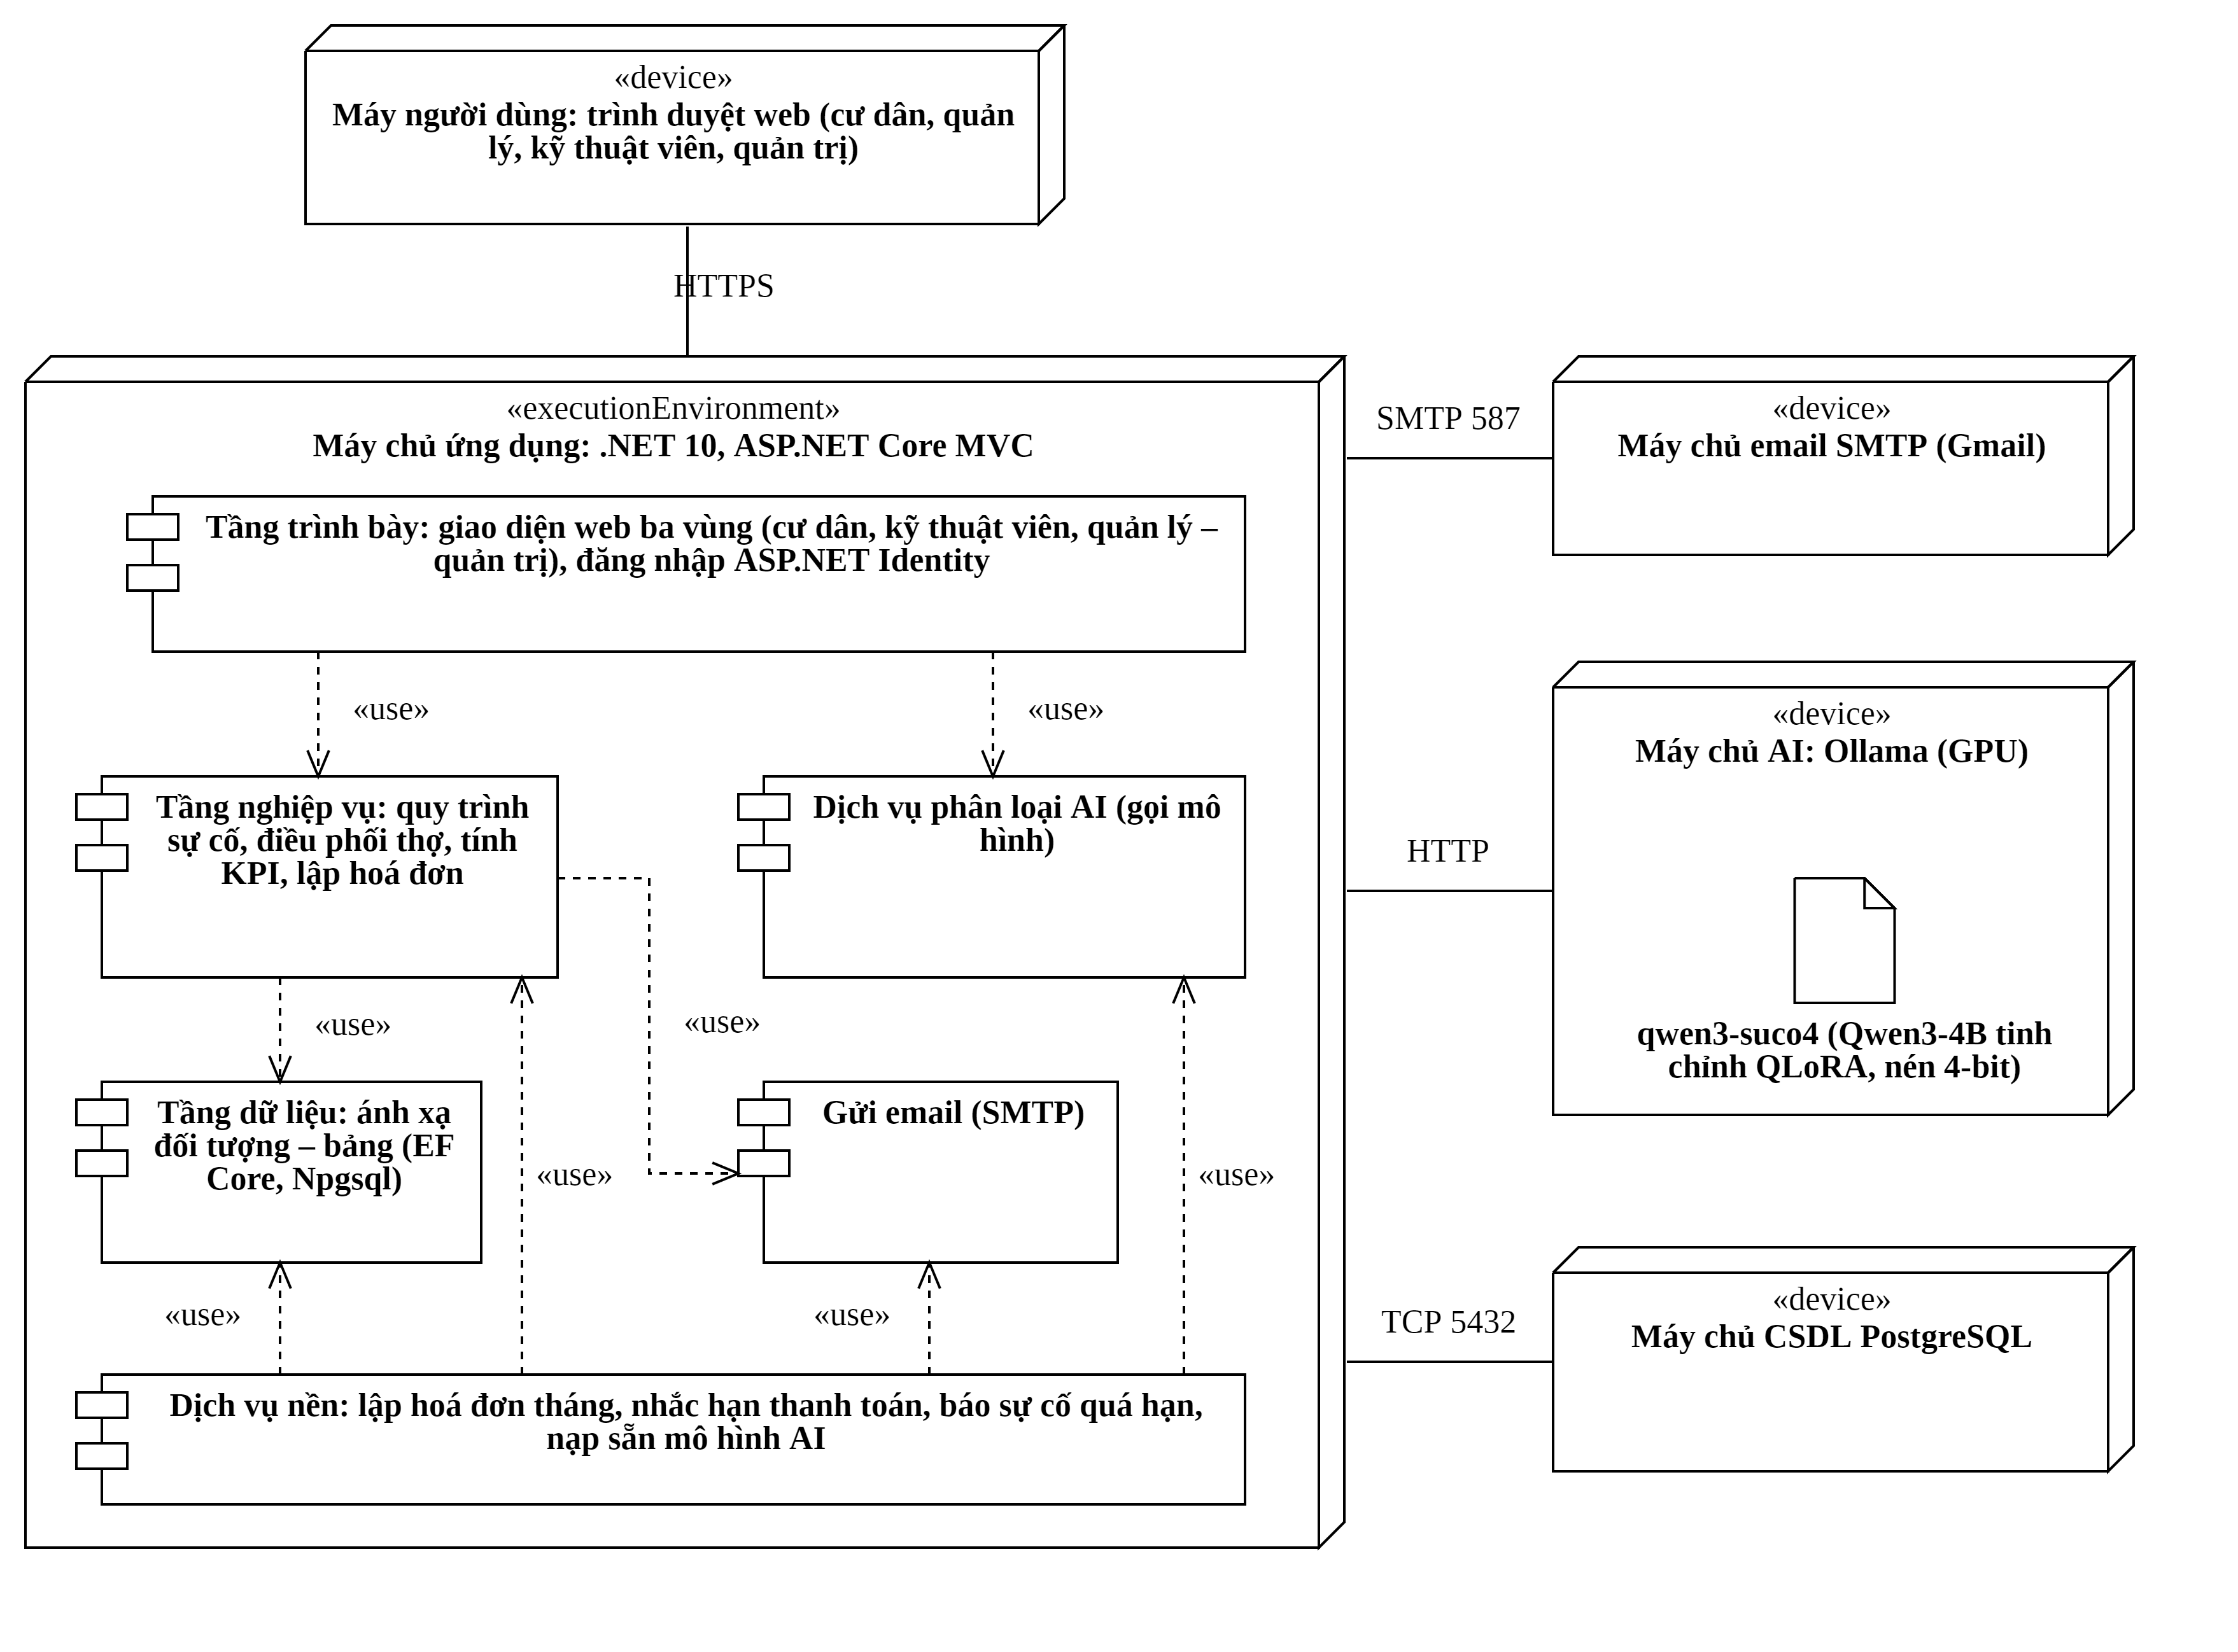 «device»
Máy người dùng: trình duyệt web (cư dân, quản
lý, kỹ thuật viên, quản trị)
HTTPS
«executionEnvironment»
Máy chủ ứng dụng: .NET 10, ASP.NET Core MVC
SMTP 587
«device»
Máy chủ email SMTP (Gmail)
Tầng trình bày: giao diện web ba vùng (cư dân, kỹ thuật viên, quản lý –
quản trị), đăng nhập ASP.NET Identity
«use»
«use»
«device»
Máy chủ AI: Ollama (GPU)
Tầng nghiệp vụ: quy trình
sự cố, điều phối thợ, tính
KPI, lập hoá đơn
Dịch vụ phân loại AI (gọi mô
hình)
HTTP
qwen3-suco4 (Qwen3-4B tinh
chỉnh QLoRA, nén 4-bit)
«use»
«use»
Tầng dữ liệu: ánh xạ
đối tượng – bảng (EF
Core, Npgsql)
«use»
Gửi email (SMTP)
«use»
«use»
«use»
TCP 5432
«device»
Máy chủ CSDL PostgreSQL
Dịch vụ nền: lập hoá đơn tháng, nhắc hạn thanh toán, báo sự cố quá hạn,
nạp sẵn mô hình AI